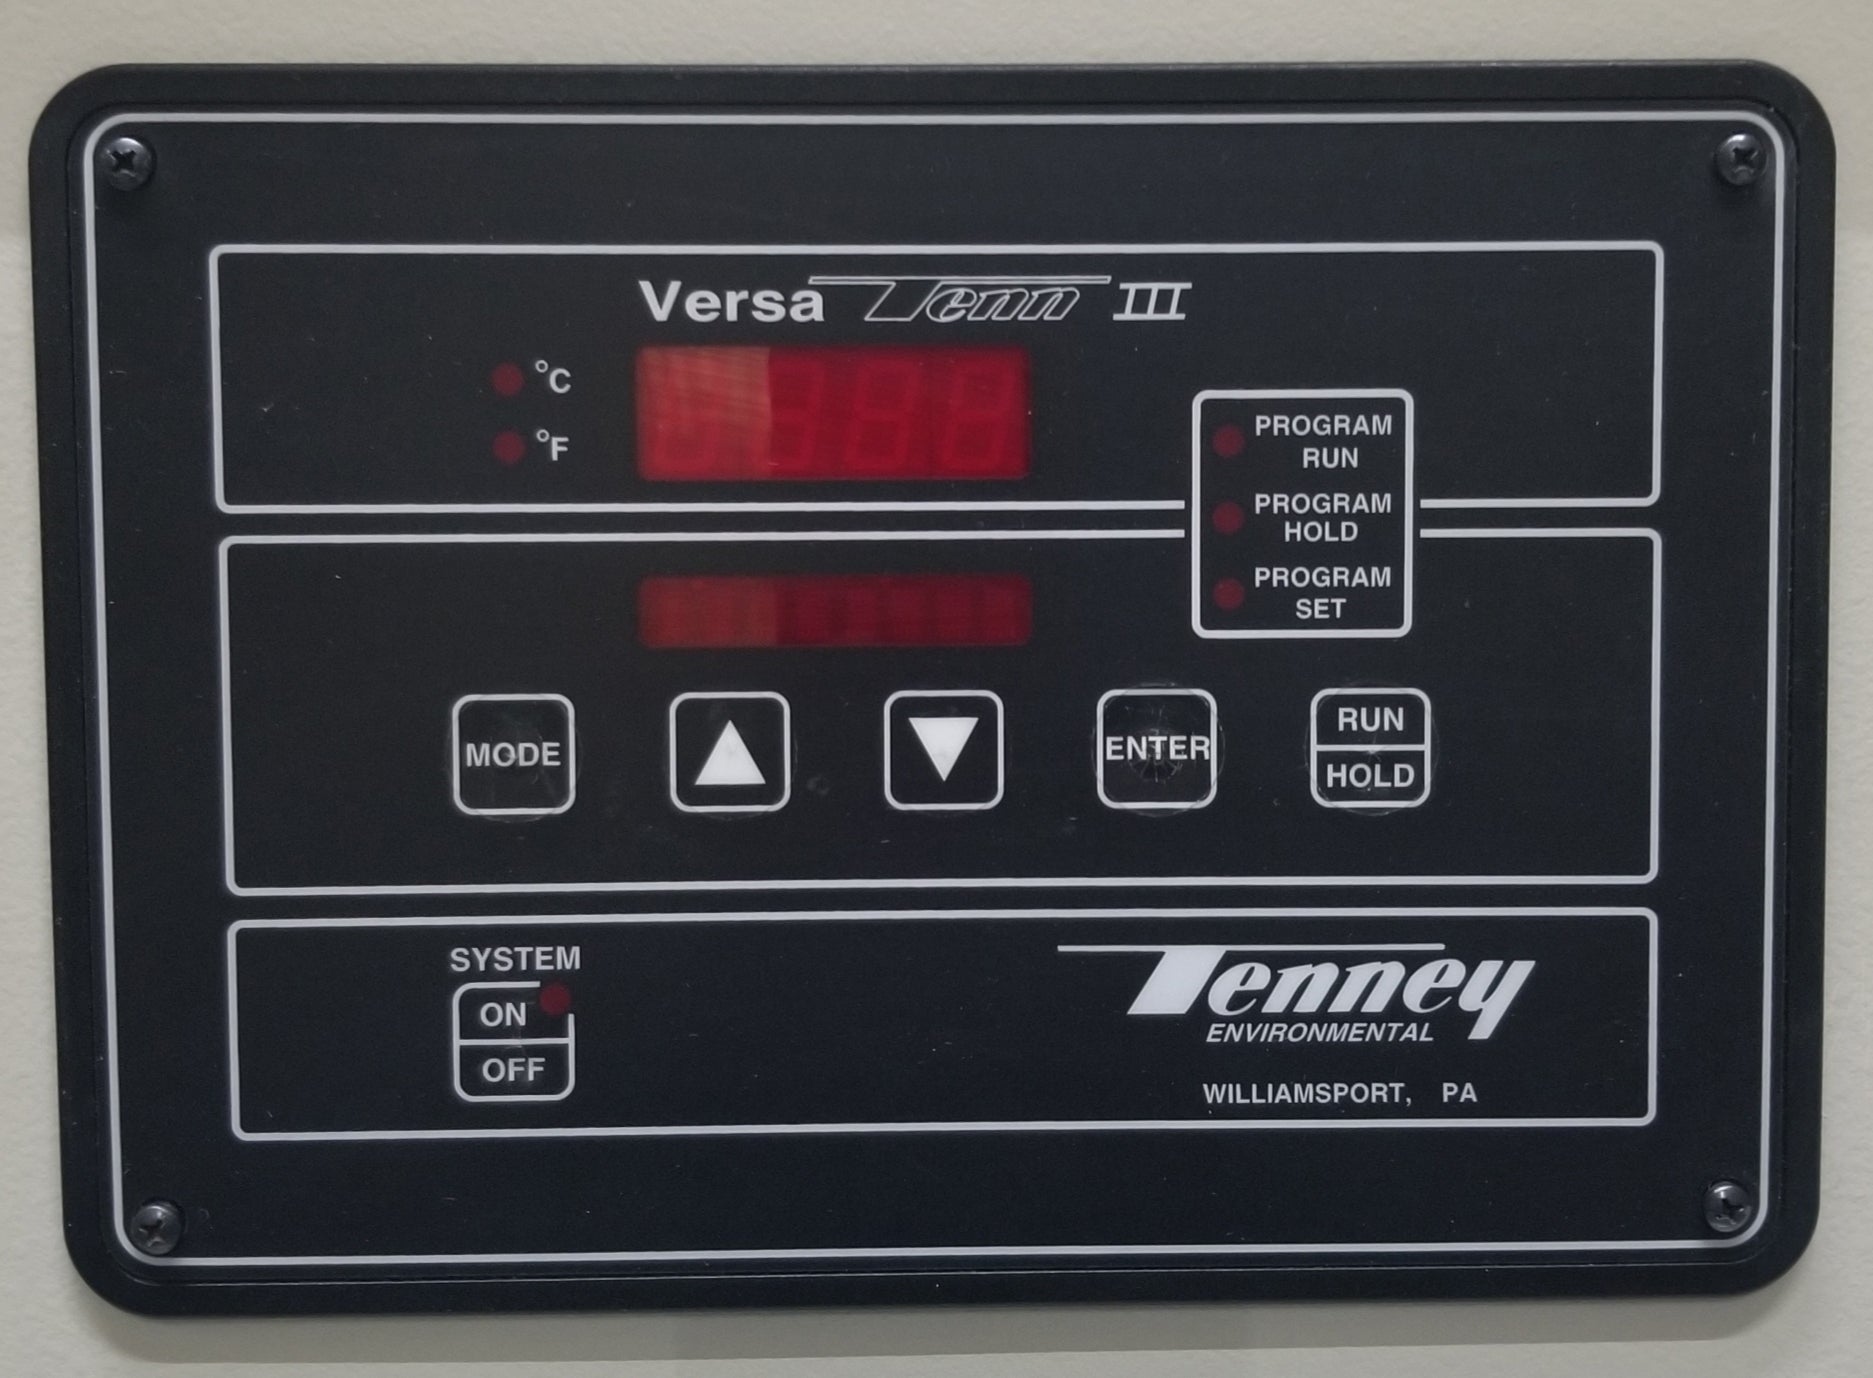 Versa Tenn III
°C
°F
PROGRAM
RUN
PROGRAM
HOLD
PROGRAM
SET
MODE
ENTER
RUN
HOLD
SYSTEM
ON
OFF
Tenney
ENVIRONMENTAL
WILLIAMSPORT, PA